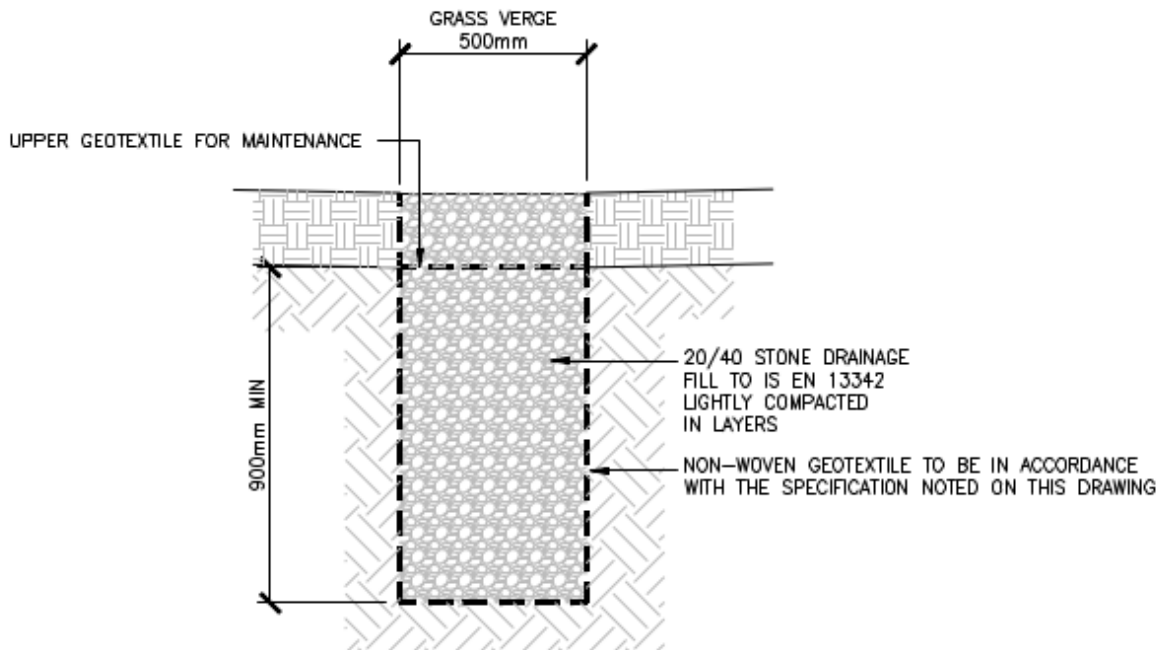 GRASS VERGE
500mm
UPPER GEOTEXTILE FOR MAINTENANCE
900mm MIN
20/40 STONE DRAINAGE
FILL TO IS EN 13342
LIGHTLY COMPACTED
IN LAYERS
NON-WOVEN GEOTEXTILE TO BE IN ACCORDANCE
WITH THE SPECIFICATION NOTED ON THIS DRAWING